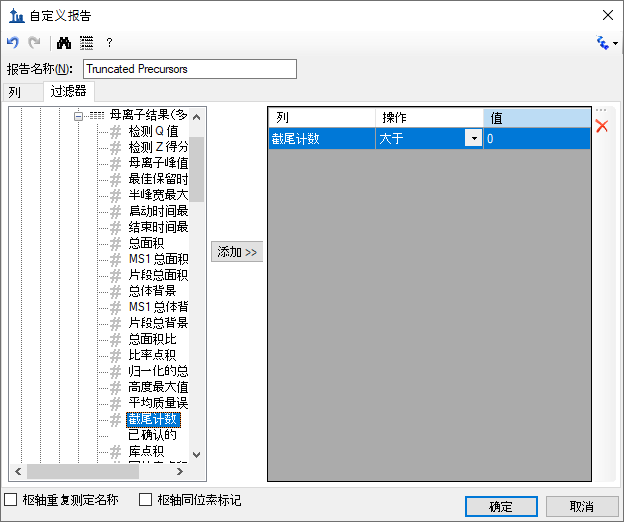 自定义报告
?
报告名称(N): Truncated Precursors
列 过滤器
母离子结果(多
检测 Q 值
检测 Z 得分
母离子峰值
最佳保留时
半峰宽最大
启动时间最
结束时间最
总面积
MS1 总面积
片段总面积
总体背景
MS1 总体背
片段总背景
总面积比
比率点积
归一化的总
高度最大值
平均质量误
截尾计数
已确认的
库点积
添加 >>
列 操作 值
截尾计数 大于 0
枢轴重复测定名称 枢轴同位素标记
确定 取消